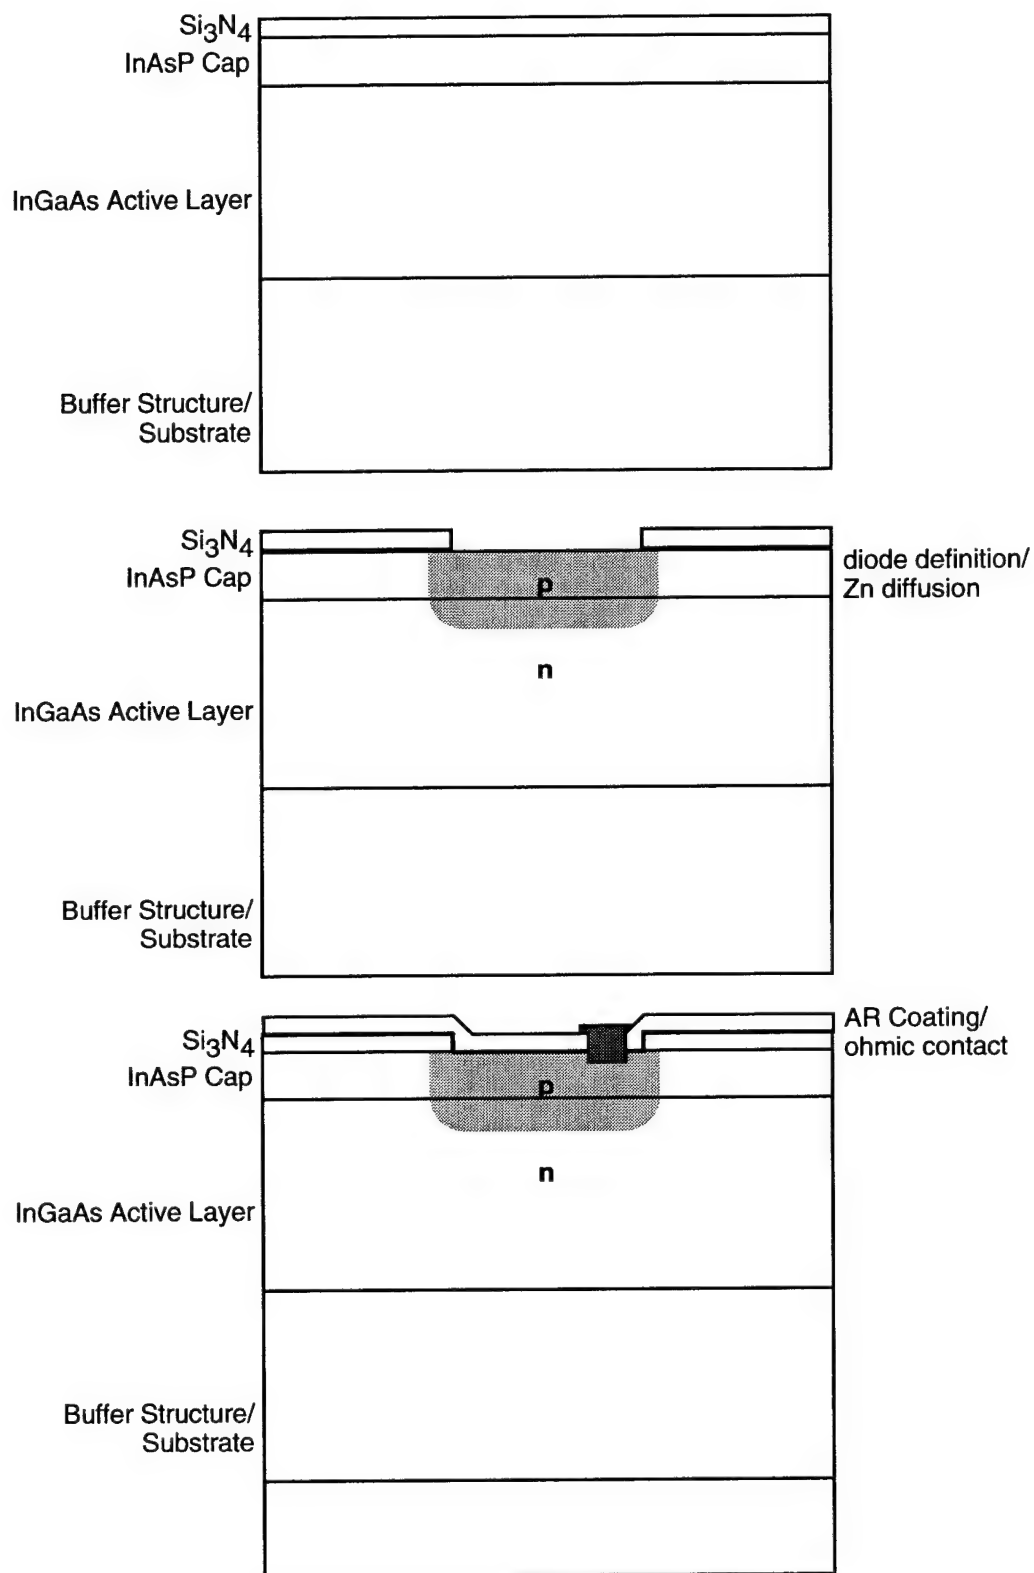 Si3N4
InAsP Cap
InGaAs Active Layer
Buffer Structure/
Substrate
Si3N4
InAsP Cap
p
diode definition/
Zn diffusion
n
InGaAs Active Layer
Buffer Structure/
Substrate
AR Coating/
ohmic contact
Si3N4
InAsP Cap
p
n
InGaAs Active Layer
Buffer Structure/
Substrate